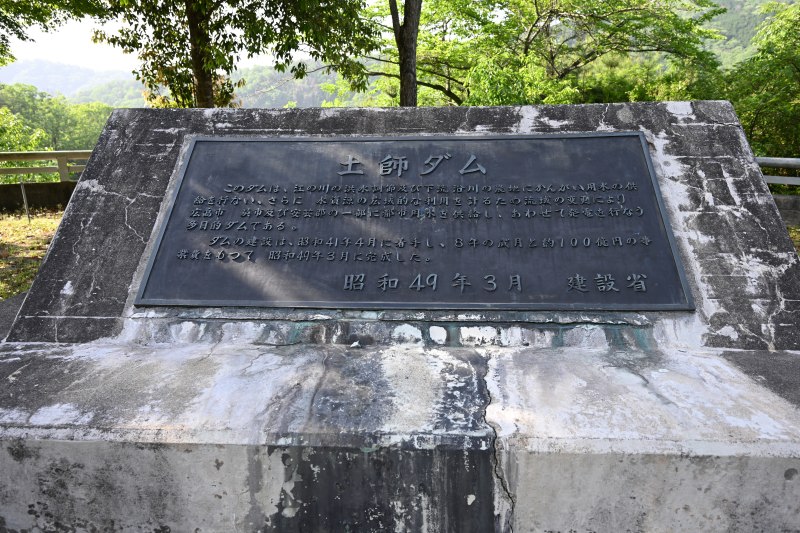 土師ダム
このダムは、江の川の洪水調節及び下流沿川の農地にかんがい用水の供
給を行ない、さらに 水資源の広域的な利用を計るため流域の変更により
広島市 呉市及び安芸郡の一部に都市用水を供給し、あわせて発電を行なう
多目的ダムである。
ダムの建設は、昭和41年4月に着手し、8年の歳月と約100億円の事
業費をもつて、昭和49年3月に完成した。
昭和49年3月 建設省